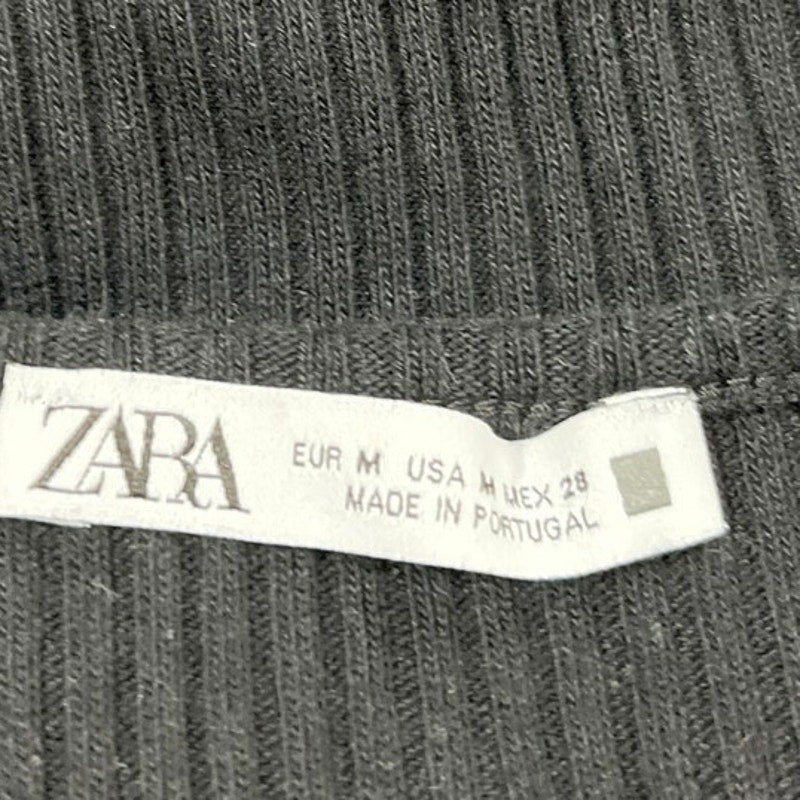 ZARA
EUR M USA M MEX 28
MADE IN PORTUGAL